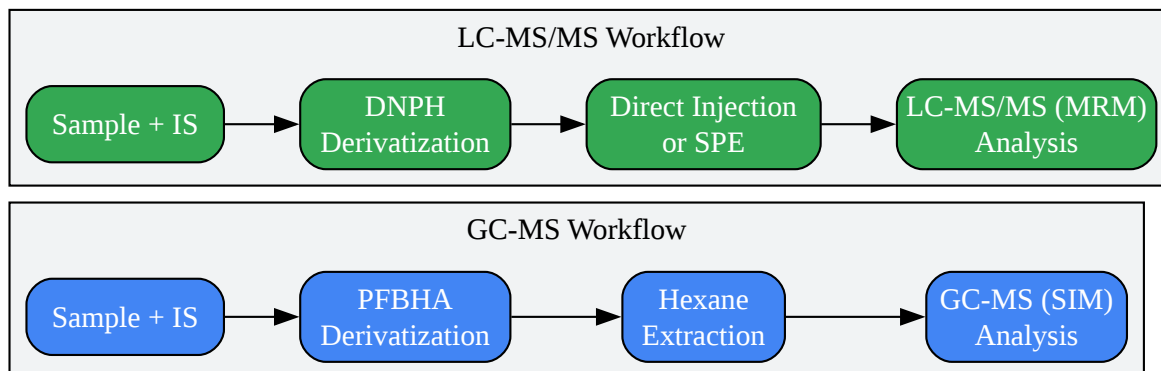 LC-MS/MS Workflow
Sample + IS
DNPH
Derivatization
Direct Injection
or SPE
LC-MS/MS (MRM)
Analysis
GC-MS Workflow
Sample + IS
PFBHA
Derivatization
Hexane
Extraction
GC-MS (SIM)
Analysis